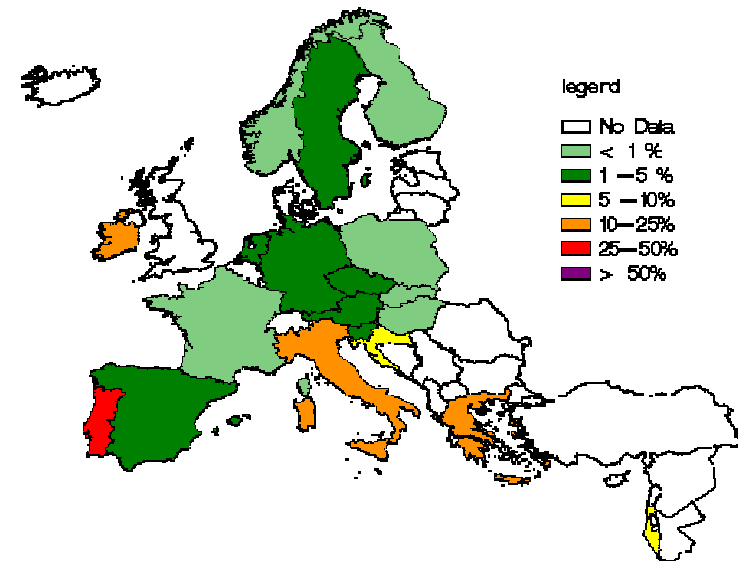 legend
No Data
< 1 %
1 –5 %
5 –10%
10–25%
25–50%
> 50%